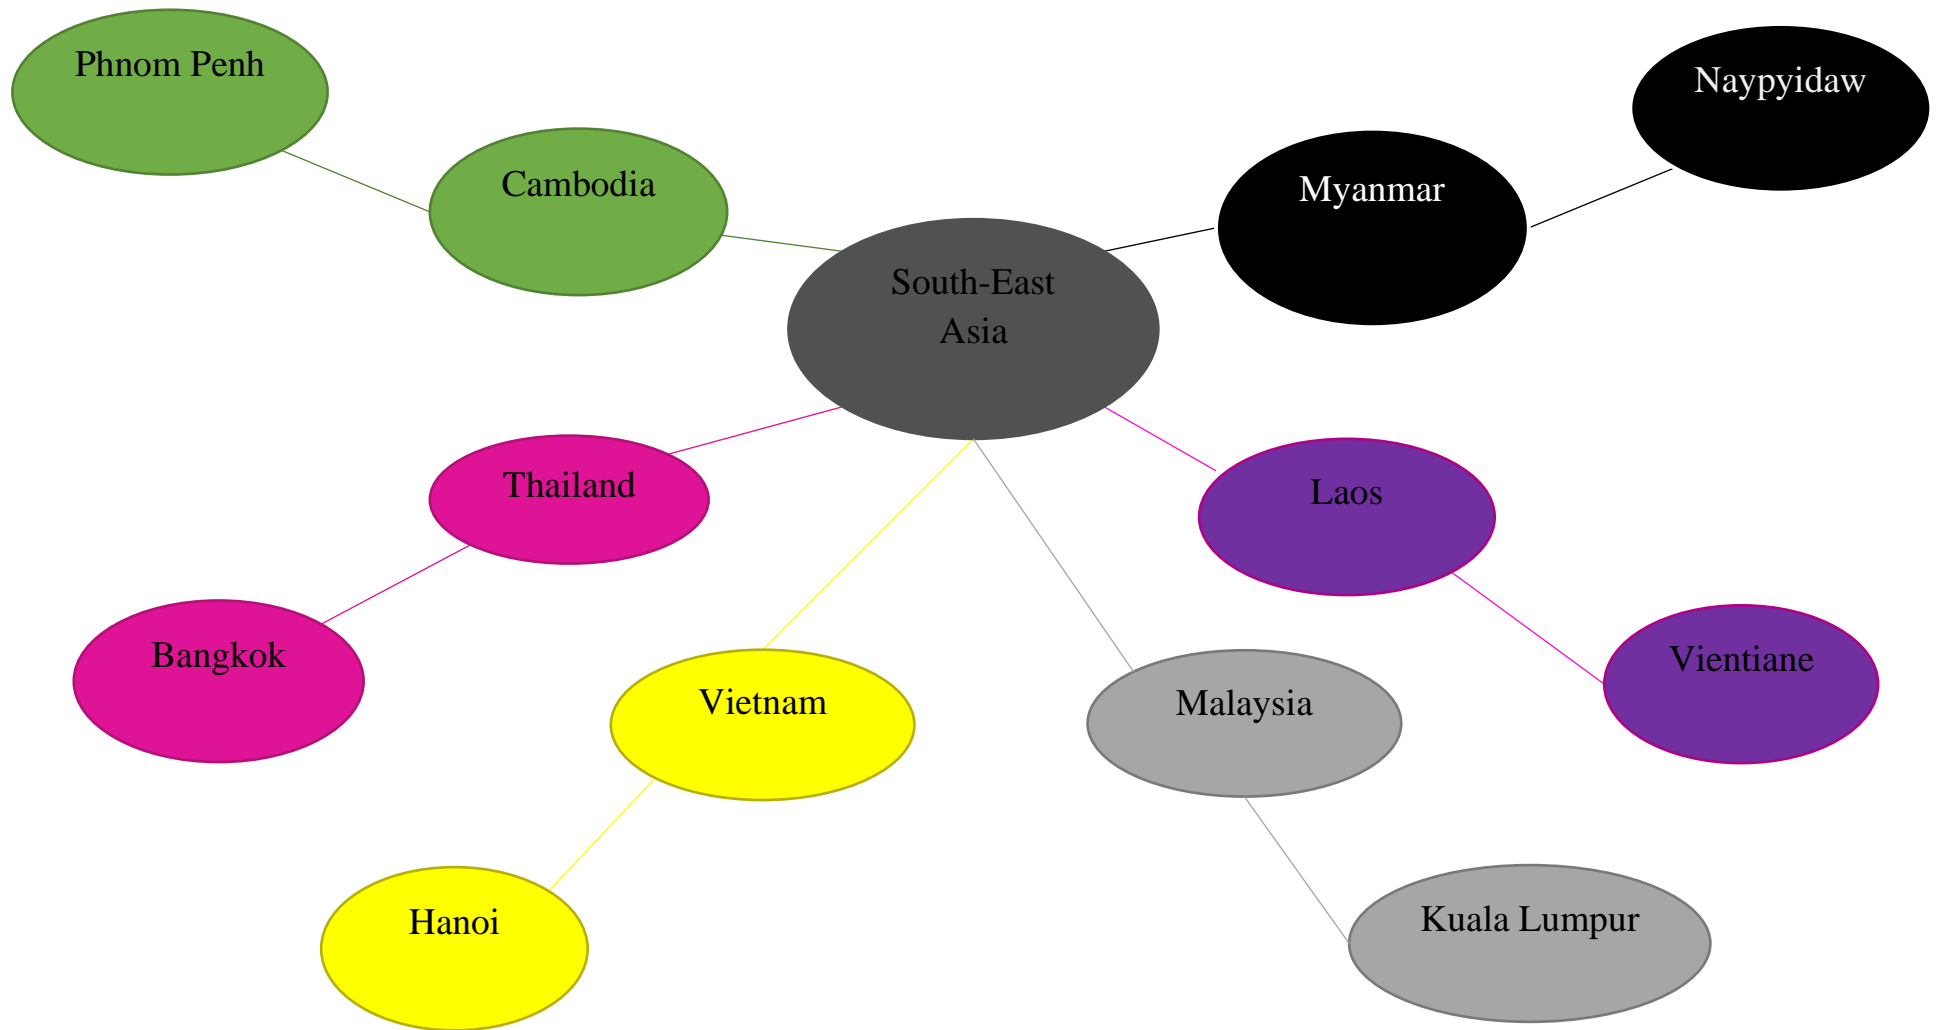 Phnom Penh
Naypyidaw
Cambodia
Myanmar
South-East
Asia
Thailand
Laos
Bangkok
Vientiane
Vietnam
Malaysia
Hanoi
Kuala Lumpur